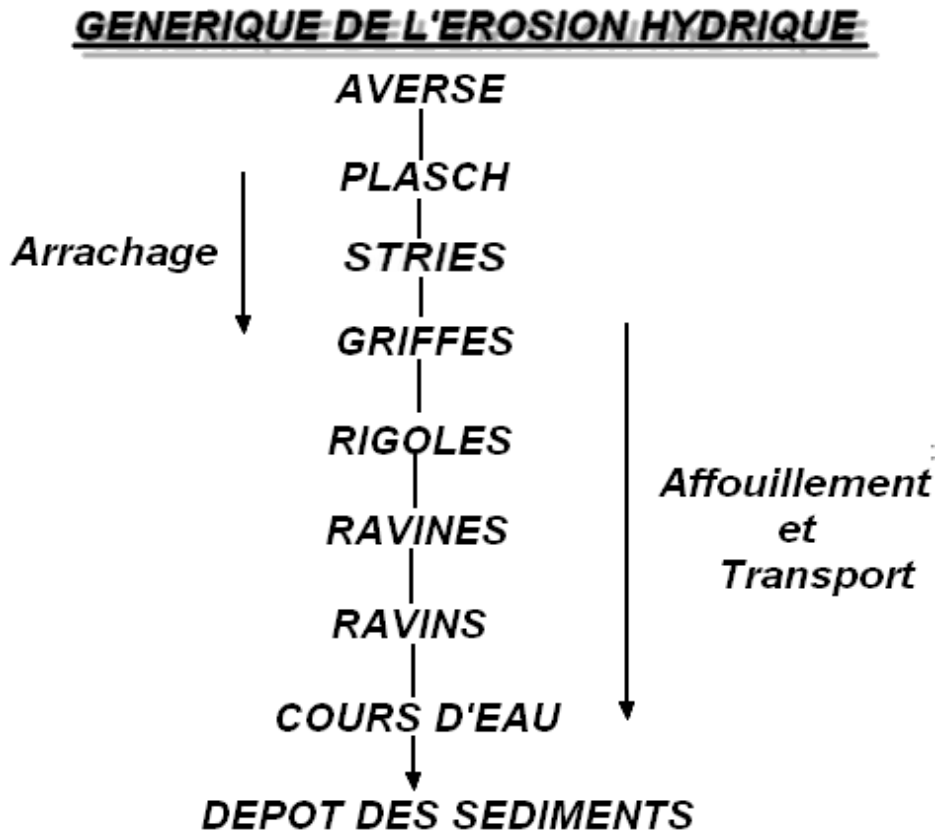 GENERIQUE DE L'EROSION HYDRIQUE
AVERSE
PLASCH
Arrachage
STRIES
GRIFFES
RIGOLES
Affouillement
et
Transport
RAVINES
RAVINS
COURS D'EAU
DEPOT DES SEDIMENTS